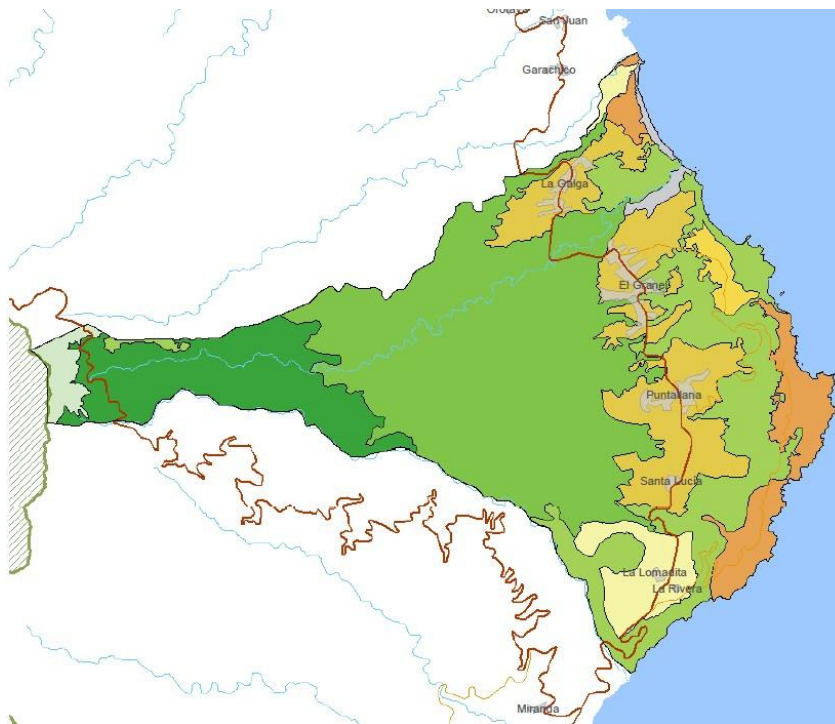 San Juan
Garachico
La Galga
El Granel
Puntallana
Santa Lucía
La Lomadita
La Rivera
Miranda